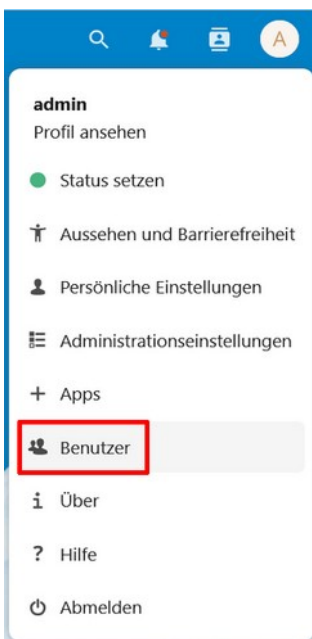 A
admin
Profil ansehen
Status setzen
Aussehen und Barrierefreiheit
Persönliche Einstellungen
Administrationseinstellungen
+ Apps
Benutzer
i Über
? Hilfe
Abmelden